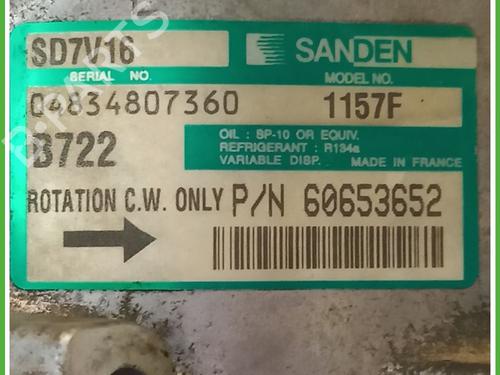 SD7V16
SANDEN
SERIAL NO.
MODEL NO.
04834807360
1157F
B722
OIL : SP-10 OR EQUIV.
REFRIGERANT : R134a
VARIABLE DISP. MADE IN FRANCE
ROTATION C.W. ONLY P/N 60653652